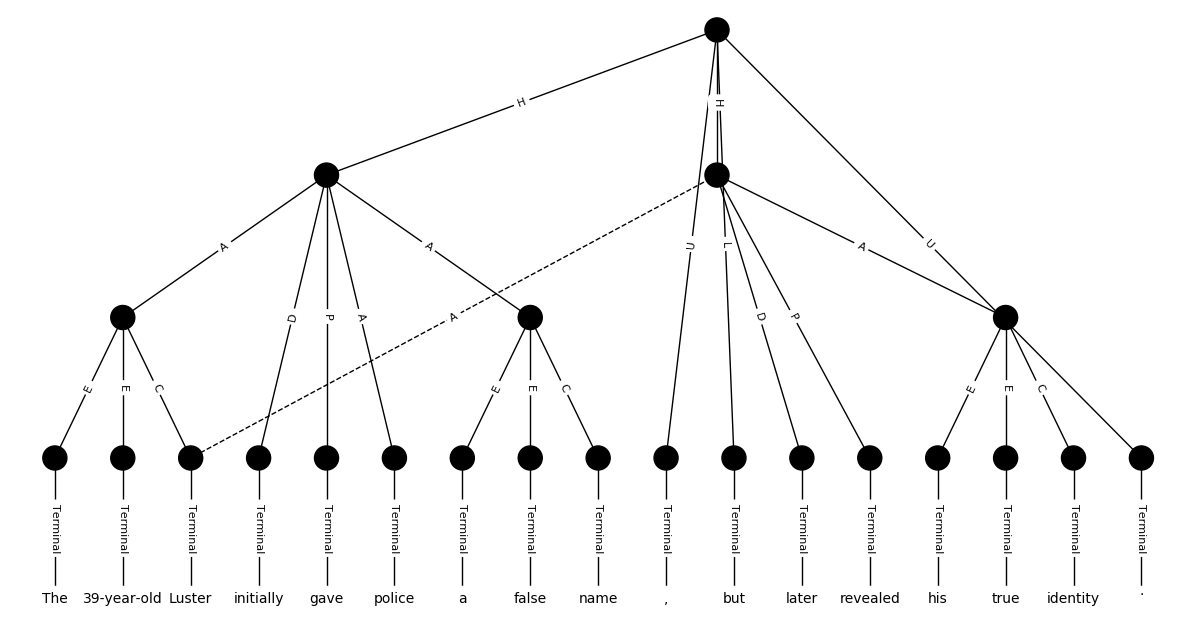 H H
A A U L A U
D P A A D P
E E C E E C E E C
Terminal Terminal Terminal Terminal Terminal Terminal Terminal Terminal Terminal Terminal Terminal Terminal Terminal Terminal Terminal Terminal Terminal
The 39-year-old Luster initially gave police a false name , but later revealed his true identity .